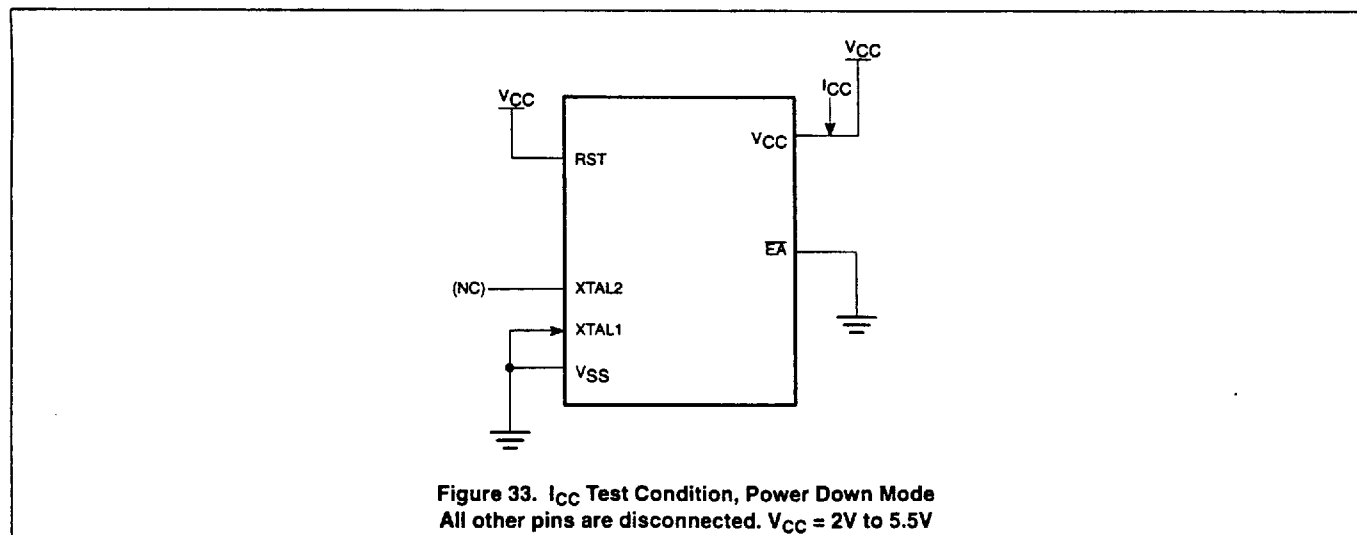 VCC
ICC
VCC
VCC
RST
EA
(NC)
XTAL2
XTAL1
VSS
Figure 33. ICC Test Condition, Power Down Mode
All other pins are disconnected. VCC = 2V to 5.5V